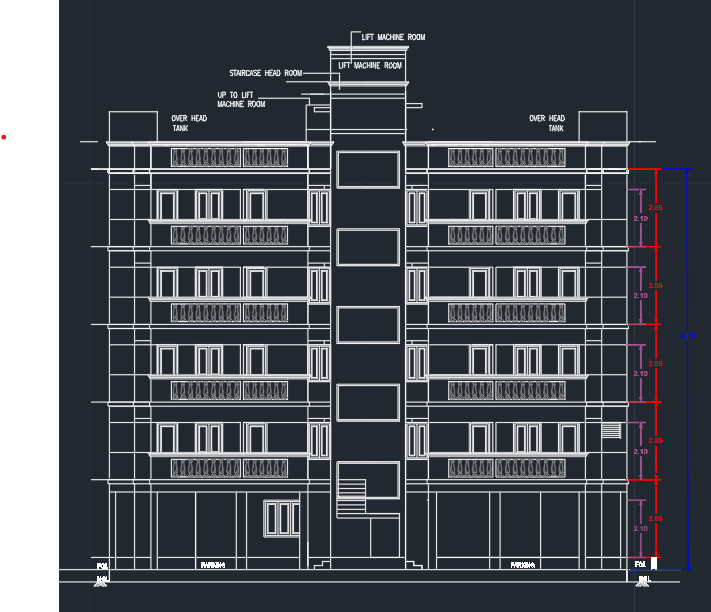 LIFT MACHINE ROOM
LIFT MACHINE ROOM
STAIRCASE HEAD ROOM
UP TO LIFT
MACHINE ROOM
OVER HEAD
TANK
OVER HEAD
TANK
2.85
2.10
2.85
2.10
2.85
2.10
2.85
2.10
2.85
2.10
PARKING
PARKING